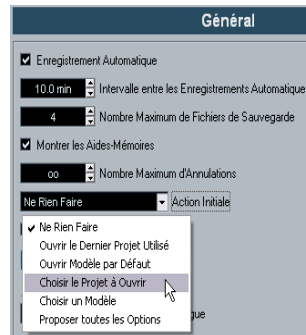 Général
Enregistrement Automatique
10.0 min Intervalle entre les Enregistrements Automatique
4 Nombre Maximum de Fichiers de Sauvegarde
Montrer les Aides-Mémoires
oo Nombre Maximum d'Annulations
Ne Rien Faire Action Initiale
Ne Rien Faire
Ouvrir le Dernier Projet Utilisé
Ouvrir Modèle par Défaut
Choisir le Projet à Ouvrir
Choisir un Modèle
Proposer toutes les Options